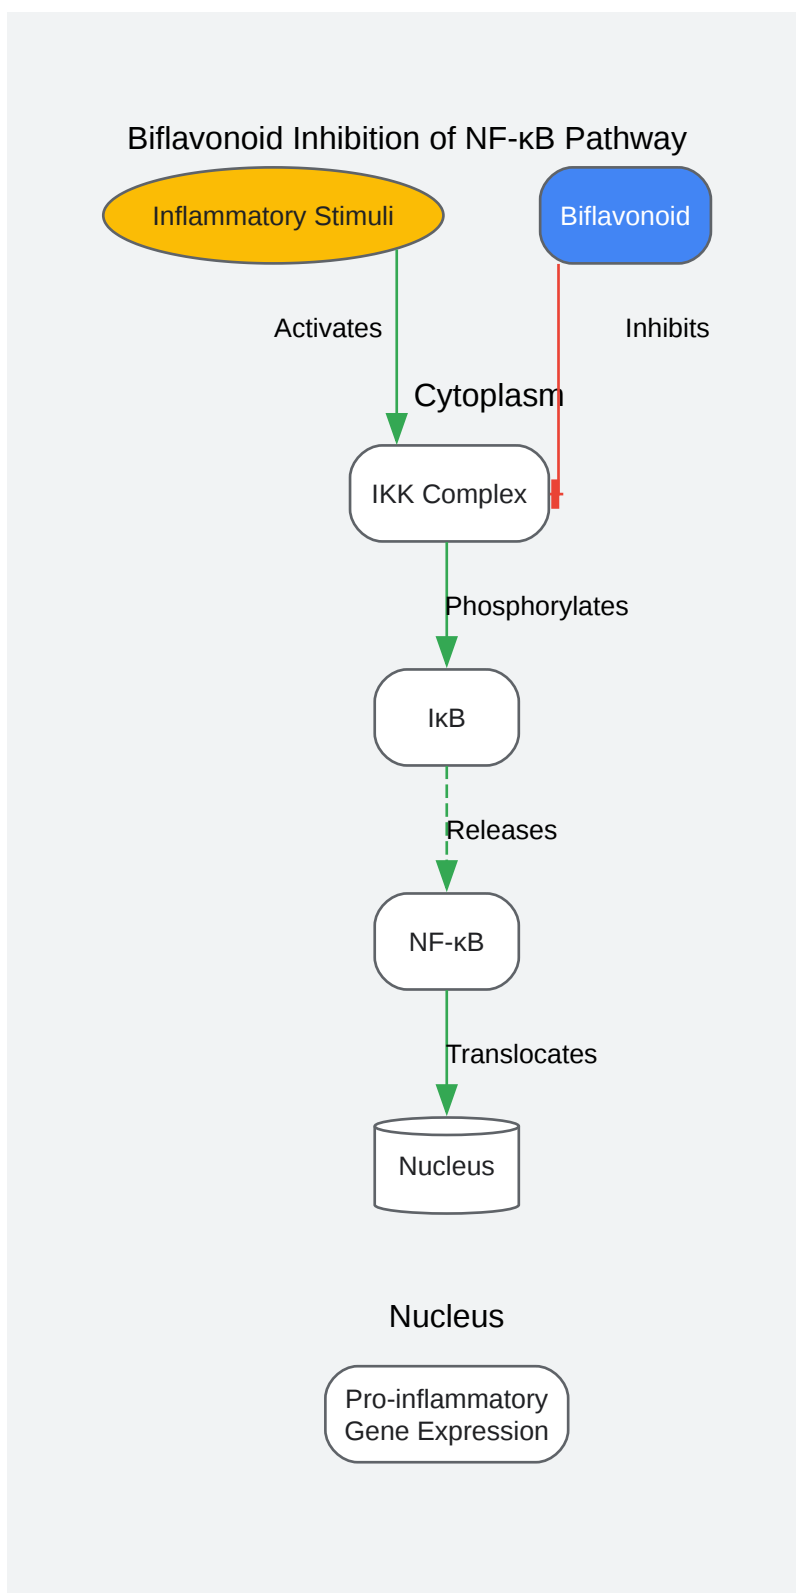 Biflavonoid Inhibition of NF-κB Pathway
Inflammatory Stimuli
Biflavonoid
Activates
Inhibits
Cytoplasm
IKK Complex
Phosphorylates
IκB
Releases
NF-κB
Translocates
Nucleus
Nucleus
Pro-inflammatory
Gene Expression